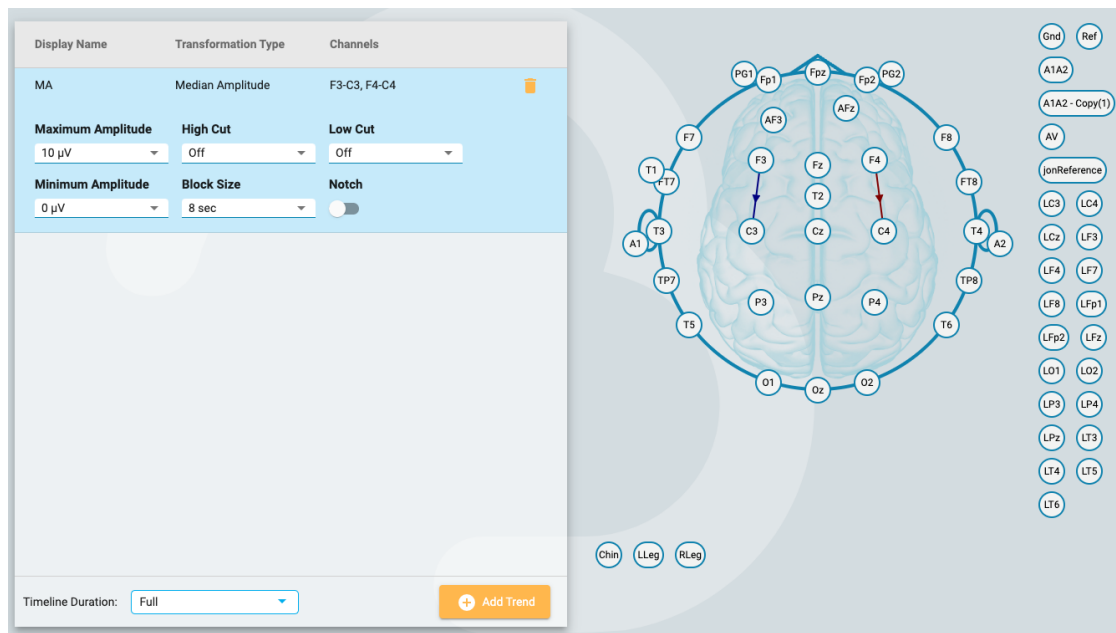 Display Name Transformation Type Channels
MA Median Amplitude F3-C3, F4-C4
Maximum Amplitude High Cut Low Cut
10 µV Off Off
Minimum Amplitude Block Size Notch
0 µV 8 sec
Timeline Duration: Full Add Trend
Fpz
PG1 Fp1 Fp2 PG2
AF3 AFz
F7 F8
F3 Fz F4
T1 FT7 T2 FT8
A1 T3 C3 Cz C4 T4 A2
TP7 TP8
P3 Pz P4
T5 T6
O1 Oz O2
Chin LLeg RLeg
Gnd Ref
A1A2
A1A2 - Copy(1)
AV
jonReference
LC3 LC4
LCz LF3
LF4 LF7
LF8 LFp1
LFp2 LFz
LO1 LO2
LP3 LP4
LPz LT3
LT4 LT5
LT6